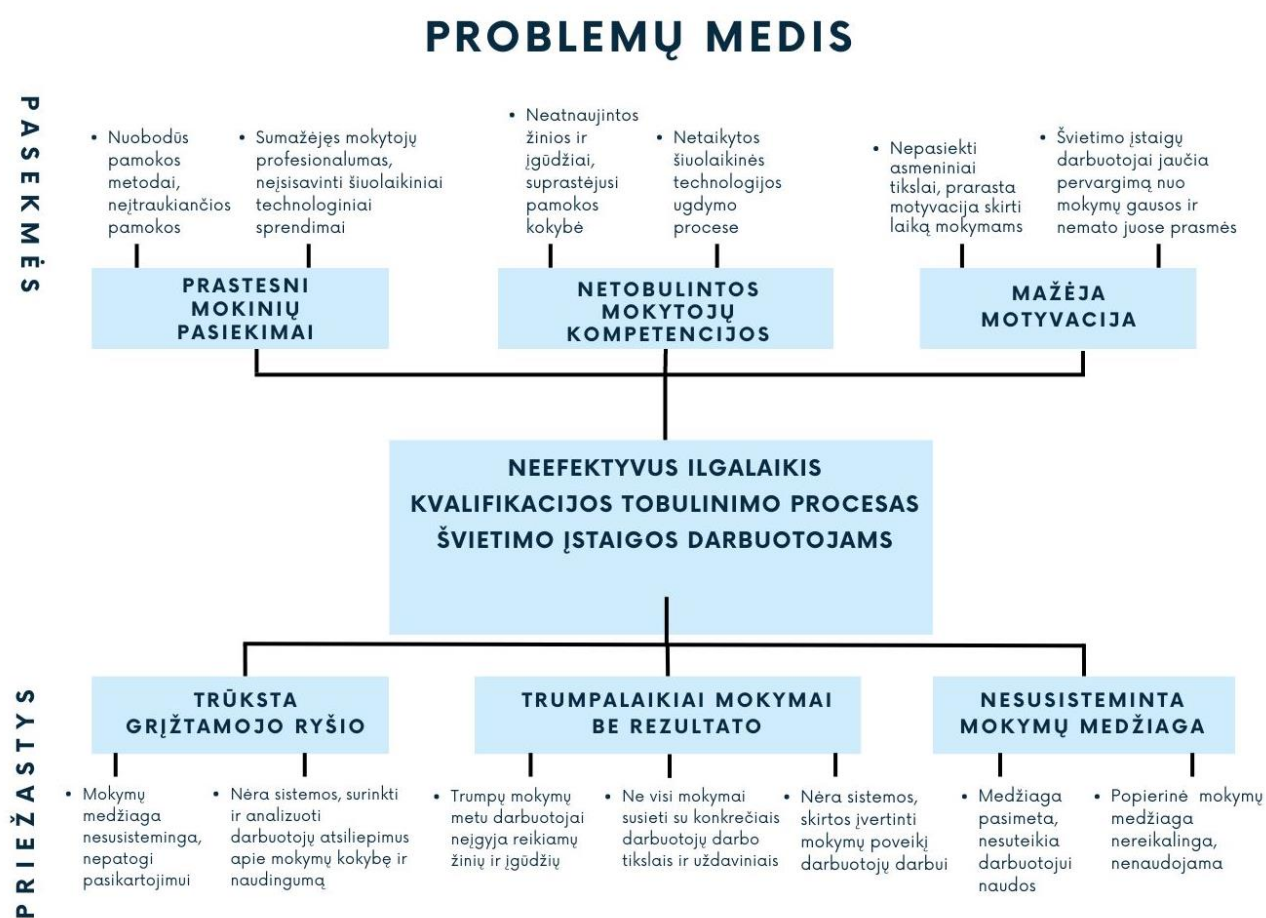 PROBLEMŲ MEDIS
PASEKMĖS
• Nuobodūs
pamokos
metodai,
neįtraukiančios
pamokos
• Sumažėjęs mokytojų
profesionalumas,
neįsisavinti šiuolaikiniai
technologiniai
sprendimai
• Neatnaujintos
žinios ir
įgūdžiai,
suprastėjusi
pamokos
kokybė
• Netaikytos
šiuolaikinės
technologijos
ugdymo
procese
• Nepasiekti
asmeniniai
tikslai, prarasta
motyvacija skirti
laiką mokymams
• Švietimo įstaigų
darbuotojai jaučia
pervargimą nuo
mokymų gausos ir
nemato juose prasmės
PRASTESNI
MOKINIŲ
PASIEKIMAI
NETOBULINTOS
MOKYTOJŲ
KOMPETENCIJOS
MAŽĖJA
MOTYVACIJA
NEEFEKTYVUS ILGALAIKIS
KVALIFIKACIJOS TOBULINIMO PROCESAS
ŠVIETIMO ĮSTAIGOS DARBUOTOJAMS
PRIEŽASTYS
TRŪKSTA
GRĮŽTAMOJO RYŠIO
TRUMPALAIKIAI MOKYMAI
BE REZULTATO
NESUSISTEMINTA
MOKYMŲ MEDŽIAGA
• Mokymų
medžiaga
nesusisteminga,
nepatogi
pasikartojimui
• Nėra sistemos, surinkti
ir analizuoti
darbuotojų atsiliepimus
apie mokymų kokybę ir
naudingumą
• Trumpų mokymų
metu darbuotojai
neįgyja reikiamų
žinių ir įgūdžių
• Ne visi mokymai
susieti su konkrečiais
darbuotojų darbo
tikslais ir uždaviniais
• Nėra sistemos,
skirtos įvertinti
mokymų poveikį
darbuotojų darbui
• Medžiaga
pasimeta,
nesuteikia
darbuotojui
naudos
• Popierinė mokymų
medžiaga
nereikalinga,
nenaudojama